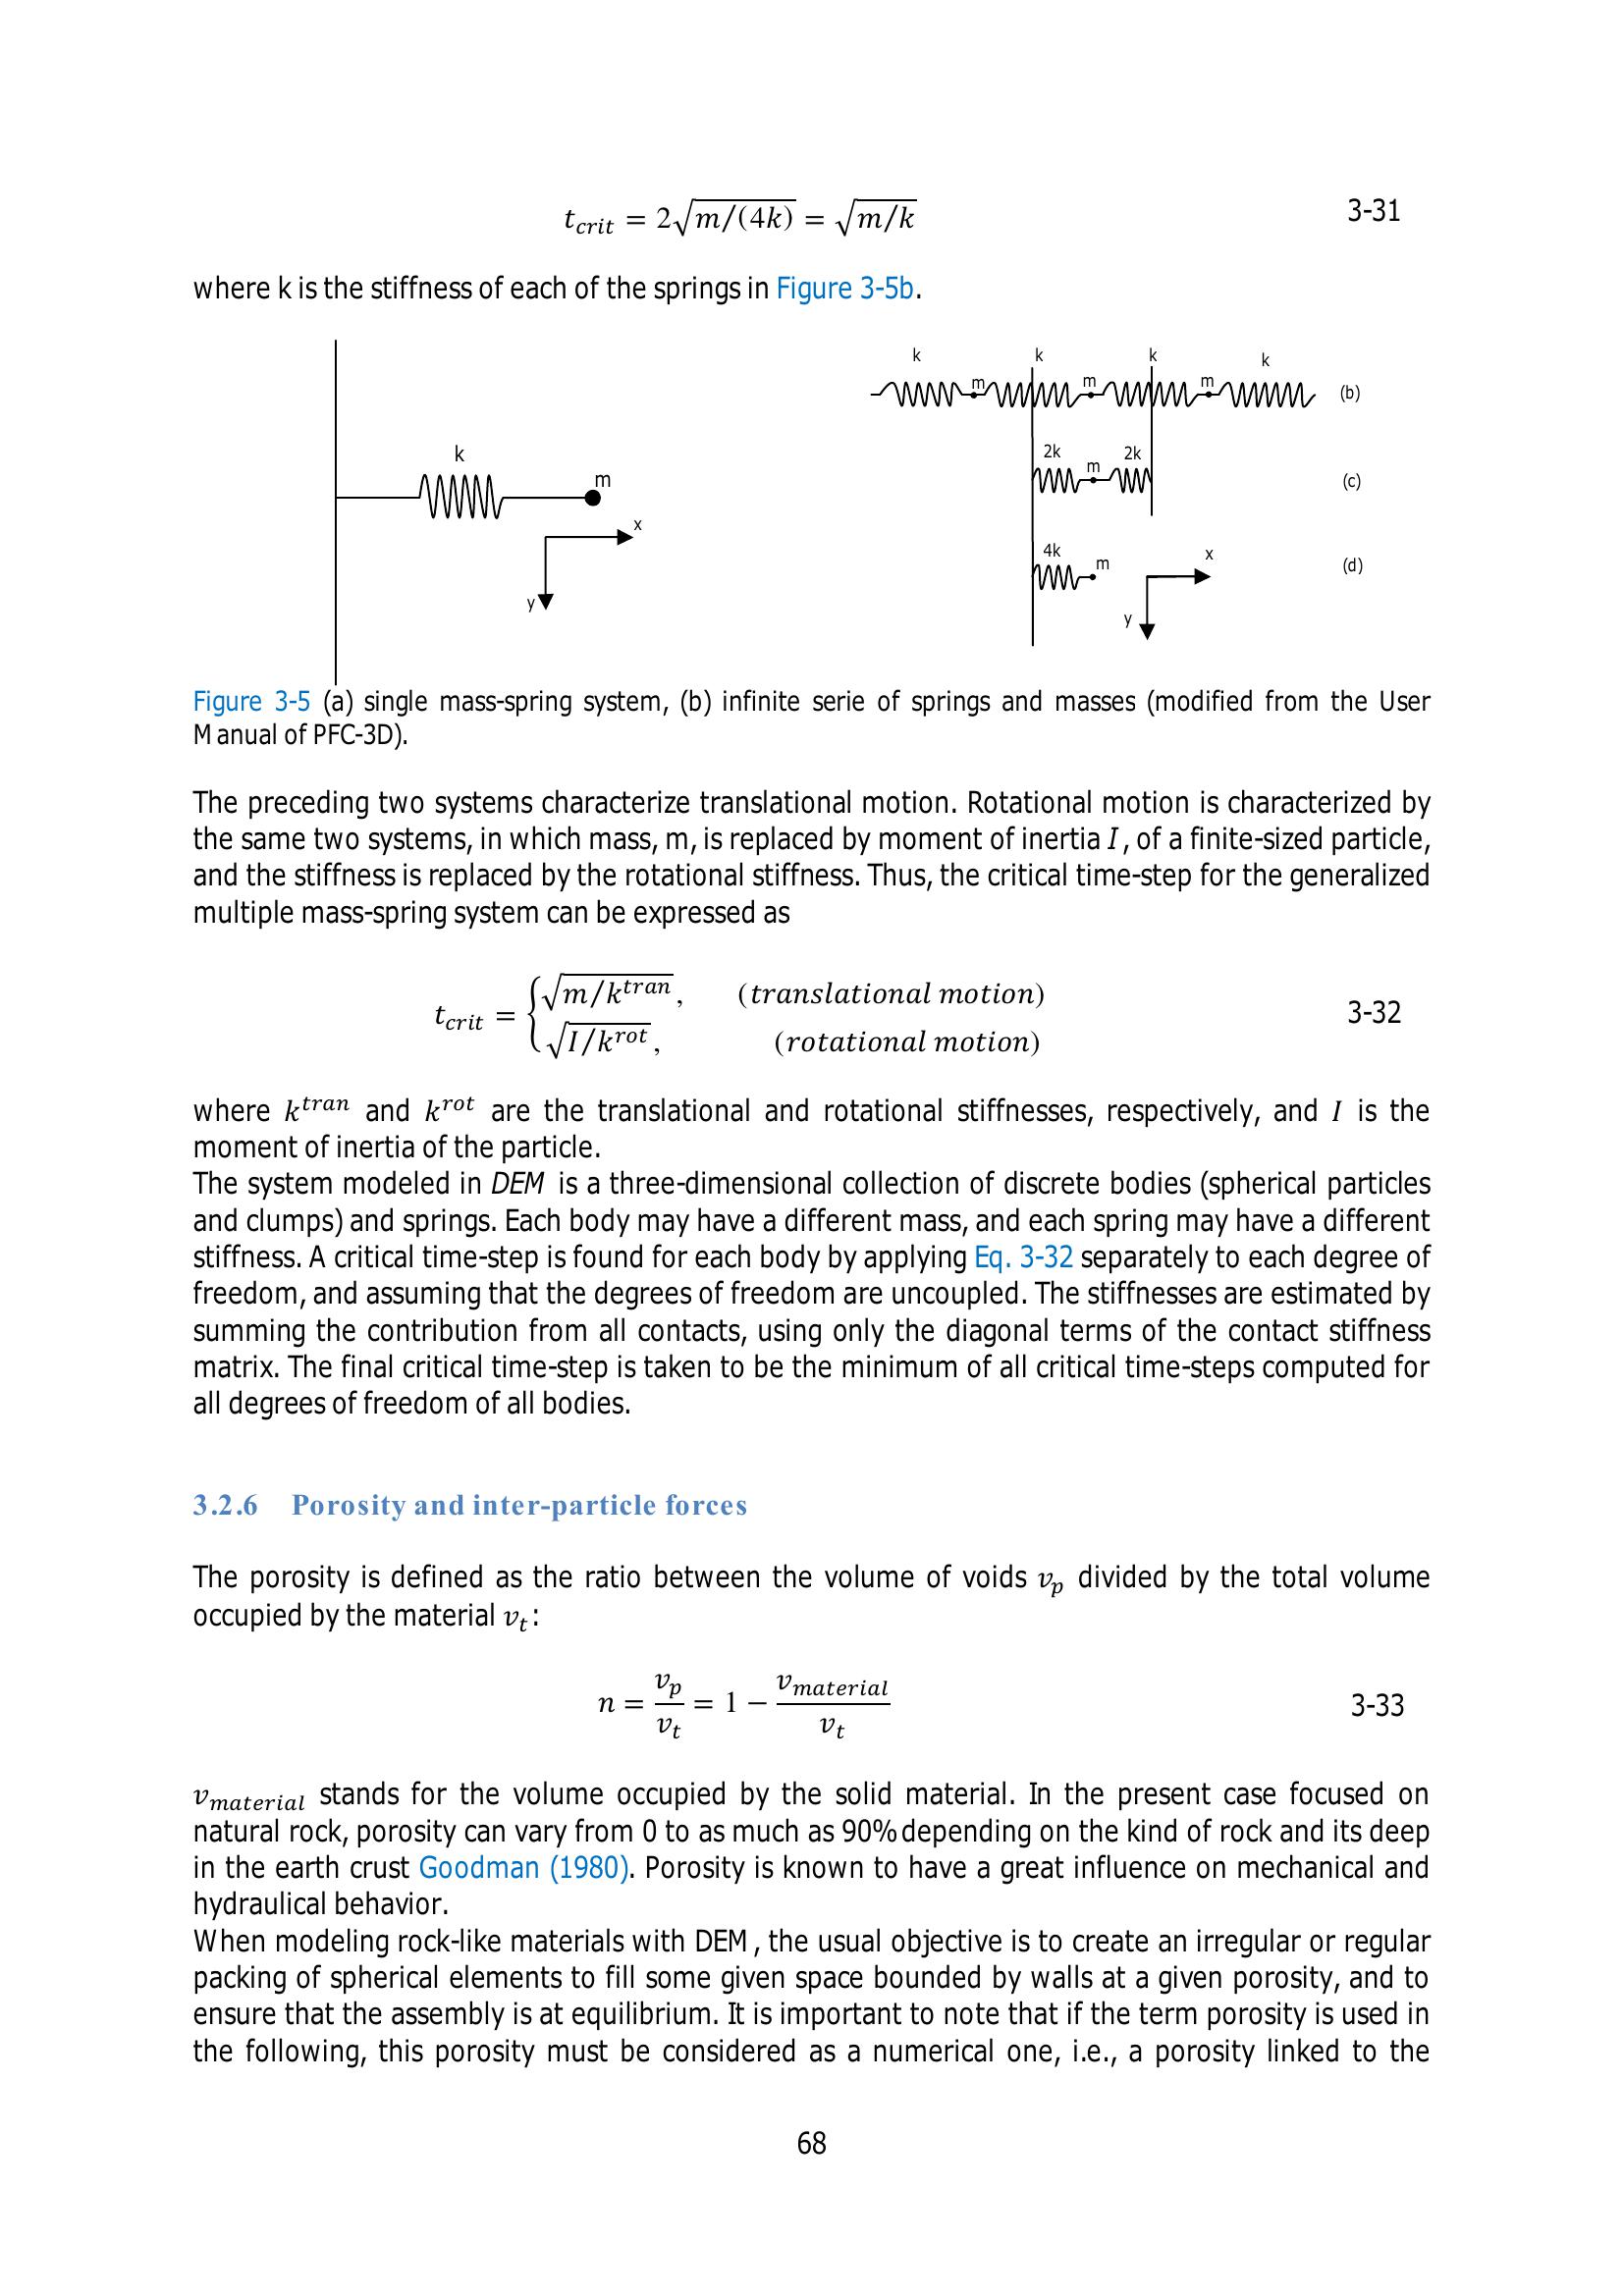 t_crit = 2√(m/(4k)) = √(m/k) 3-31
where k is the stiffness of each of the springs in Figure 3-5b.
k k k k
m m m (b)
k 2k m 2k (c)
m
x
4k m x (d)
y y
Figure 3-5 (a) single mass-spring system, (b) infinite serie of springs and masses (modified from the User
Manual of PFC-3D).
The preceding two systems characterize translational motion. Rotational motion is characterized by
the same two systems, in which mass, m, is replaced by moment of inertia I, of a finite-sized particle,
and the stiffness is replaced by the rotational stiffness. Thus, the critical time-step for the generalized
multiple mass-spring system can be expressed as
t_crit = { √(m/k^tran), (translational motion)
√(I/k^rot), (rotational motion) 3-32
where k^tran and k^rot are the translational and rotational stiffnesses, respectively, and I is the
moment of inertia of the particle.
The system modeled in DEM is a three-dimensional collection of discrete bodies (spherical particles
and clumps) and springs. Each body may have a different mass, and each spring may have a different
stiffness. A critical time-step is found for each body by applying Eq. 3-32 separately to each degree of
freedom, and assuming that the degrees of freedom are uncoupled. The stiffnesses are estimated by
summing the contribution from all contacts, using only the diagonal terms of the contact stiffness
matrix. The final critical time-step is taken to be the minimum of all critical time-steps computed for
all degrees of freedom of all bodies.
3.2.6 Porosity and inter-particle forces
The porosity is defined as the ratio between the volume of voids v_p divided by the total volume
occupied by the material v_t:
n = v_p/v_t = 1 − v_material/v_t 3-33
v_material stands for the volume occupied by the solid material. In the present case focused on
natural rock, porosity can vary from 0 to as much as 90% depending on the kind of rock and its deep
in the earth crust Goodman (1980). Porosity is known to have a great influence on mechanical and
hydraulical behavior.
When modeling rock-like materials with DEM, the usual objective is to create an irregular or regular
packing of spherical elements to fill some given space bounded by walls at a given porosity, and to
ensure that the assembly is at equilibrium. It is important to note that if the term porosity is used in
the following, this porosity must be considered as a numerical one, i.e., a porosity linked to the
68